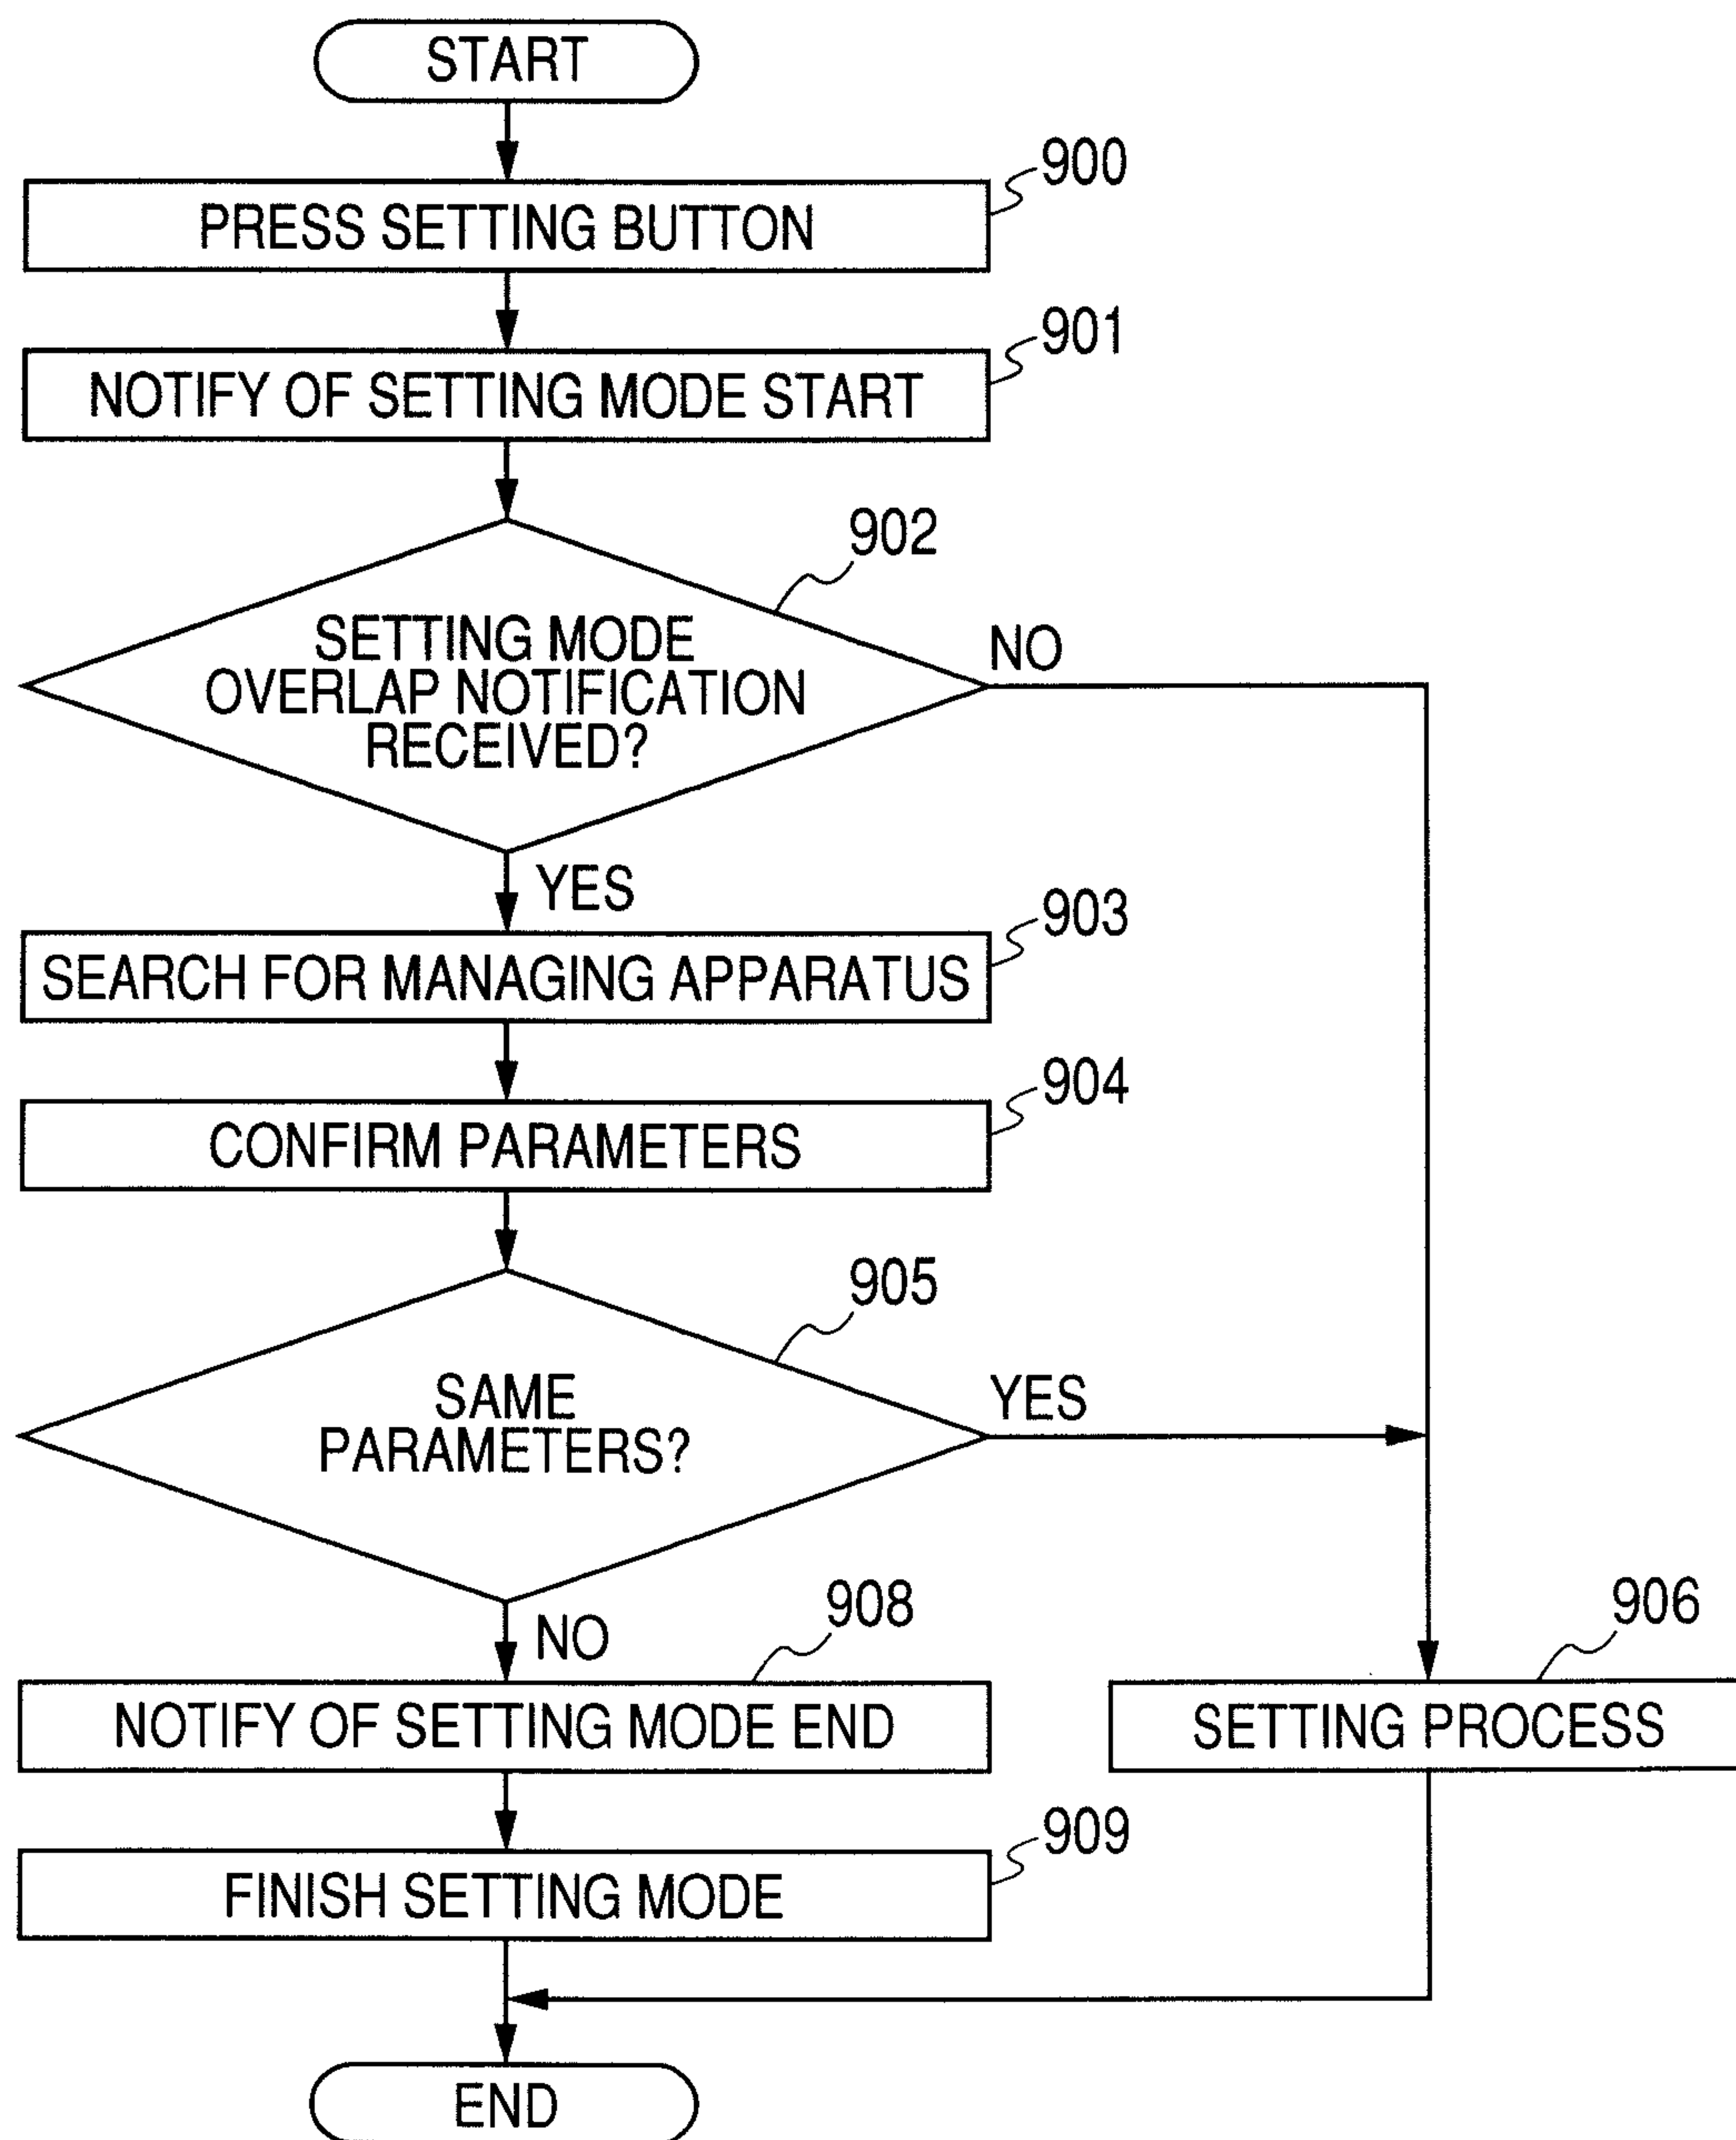 START
900
PRESS SETTING BUTTON
901
NOTIFY OF SETTING MODE START
902
SETTING MODE
OVERLAP NOTIFICATION
RECEIVED?
NO
YES
903
SEARCH FOR MANAGING APPARATUS
904
CONFIRM PARAMETERS
905
SAME
PARAMETERS?
YES
NO
908
NOTIFY OF SETTING MODE END
906
SETTING PROCESS
909
FINISH SETTING MODE
END